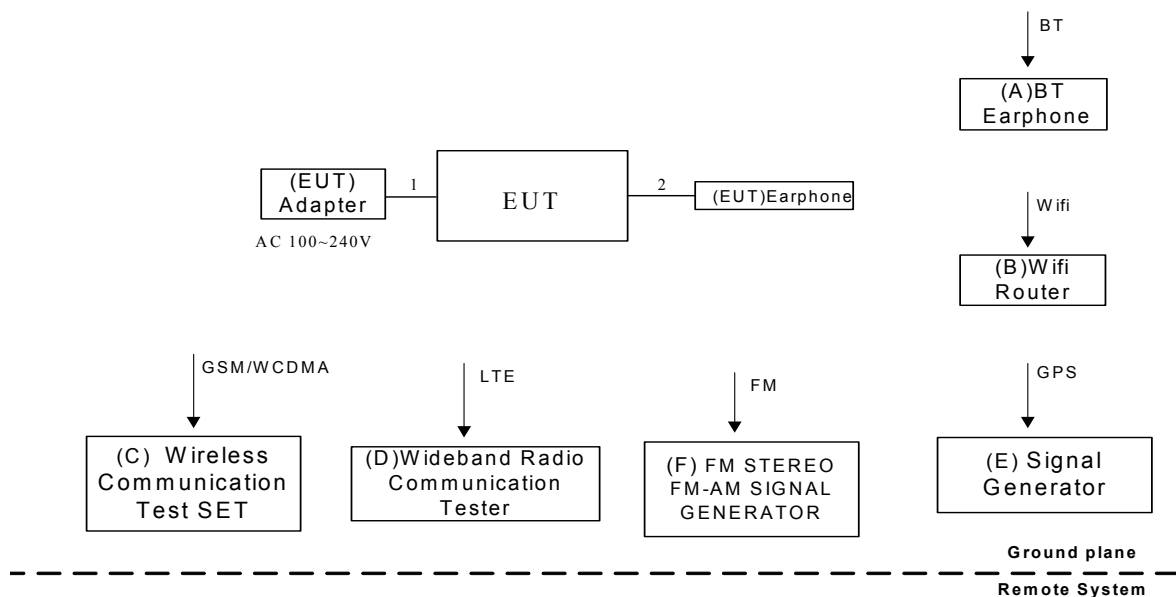 BT
(A)BT
Earphone
(EUT)
Adapter
1
EUT
2
(EUT)Earphone
AC 100~240V
Wifi
(B)Wifi
Router
GSM/WCDMA
LTE
FM
GPS
(C) Wireless
Communication
Test SET
(D)Wideband Radio
Communication
Tester
(F) FM STEREO
FM-AM SIGNAL
GENERATOR
(E) Signal
Generator
Ground plane
Remote System